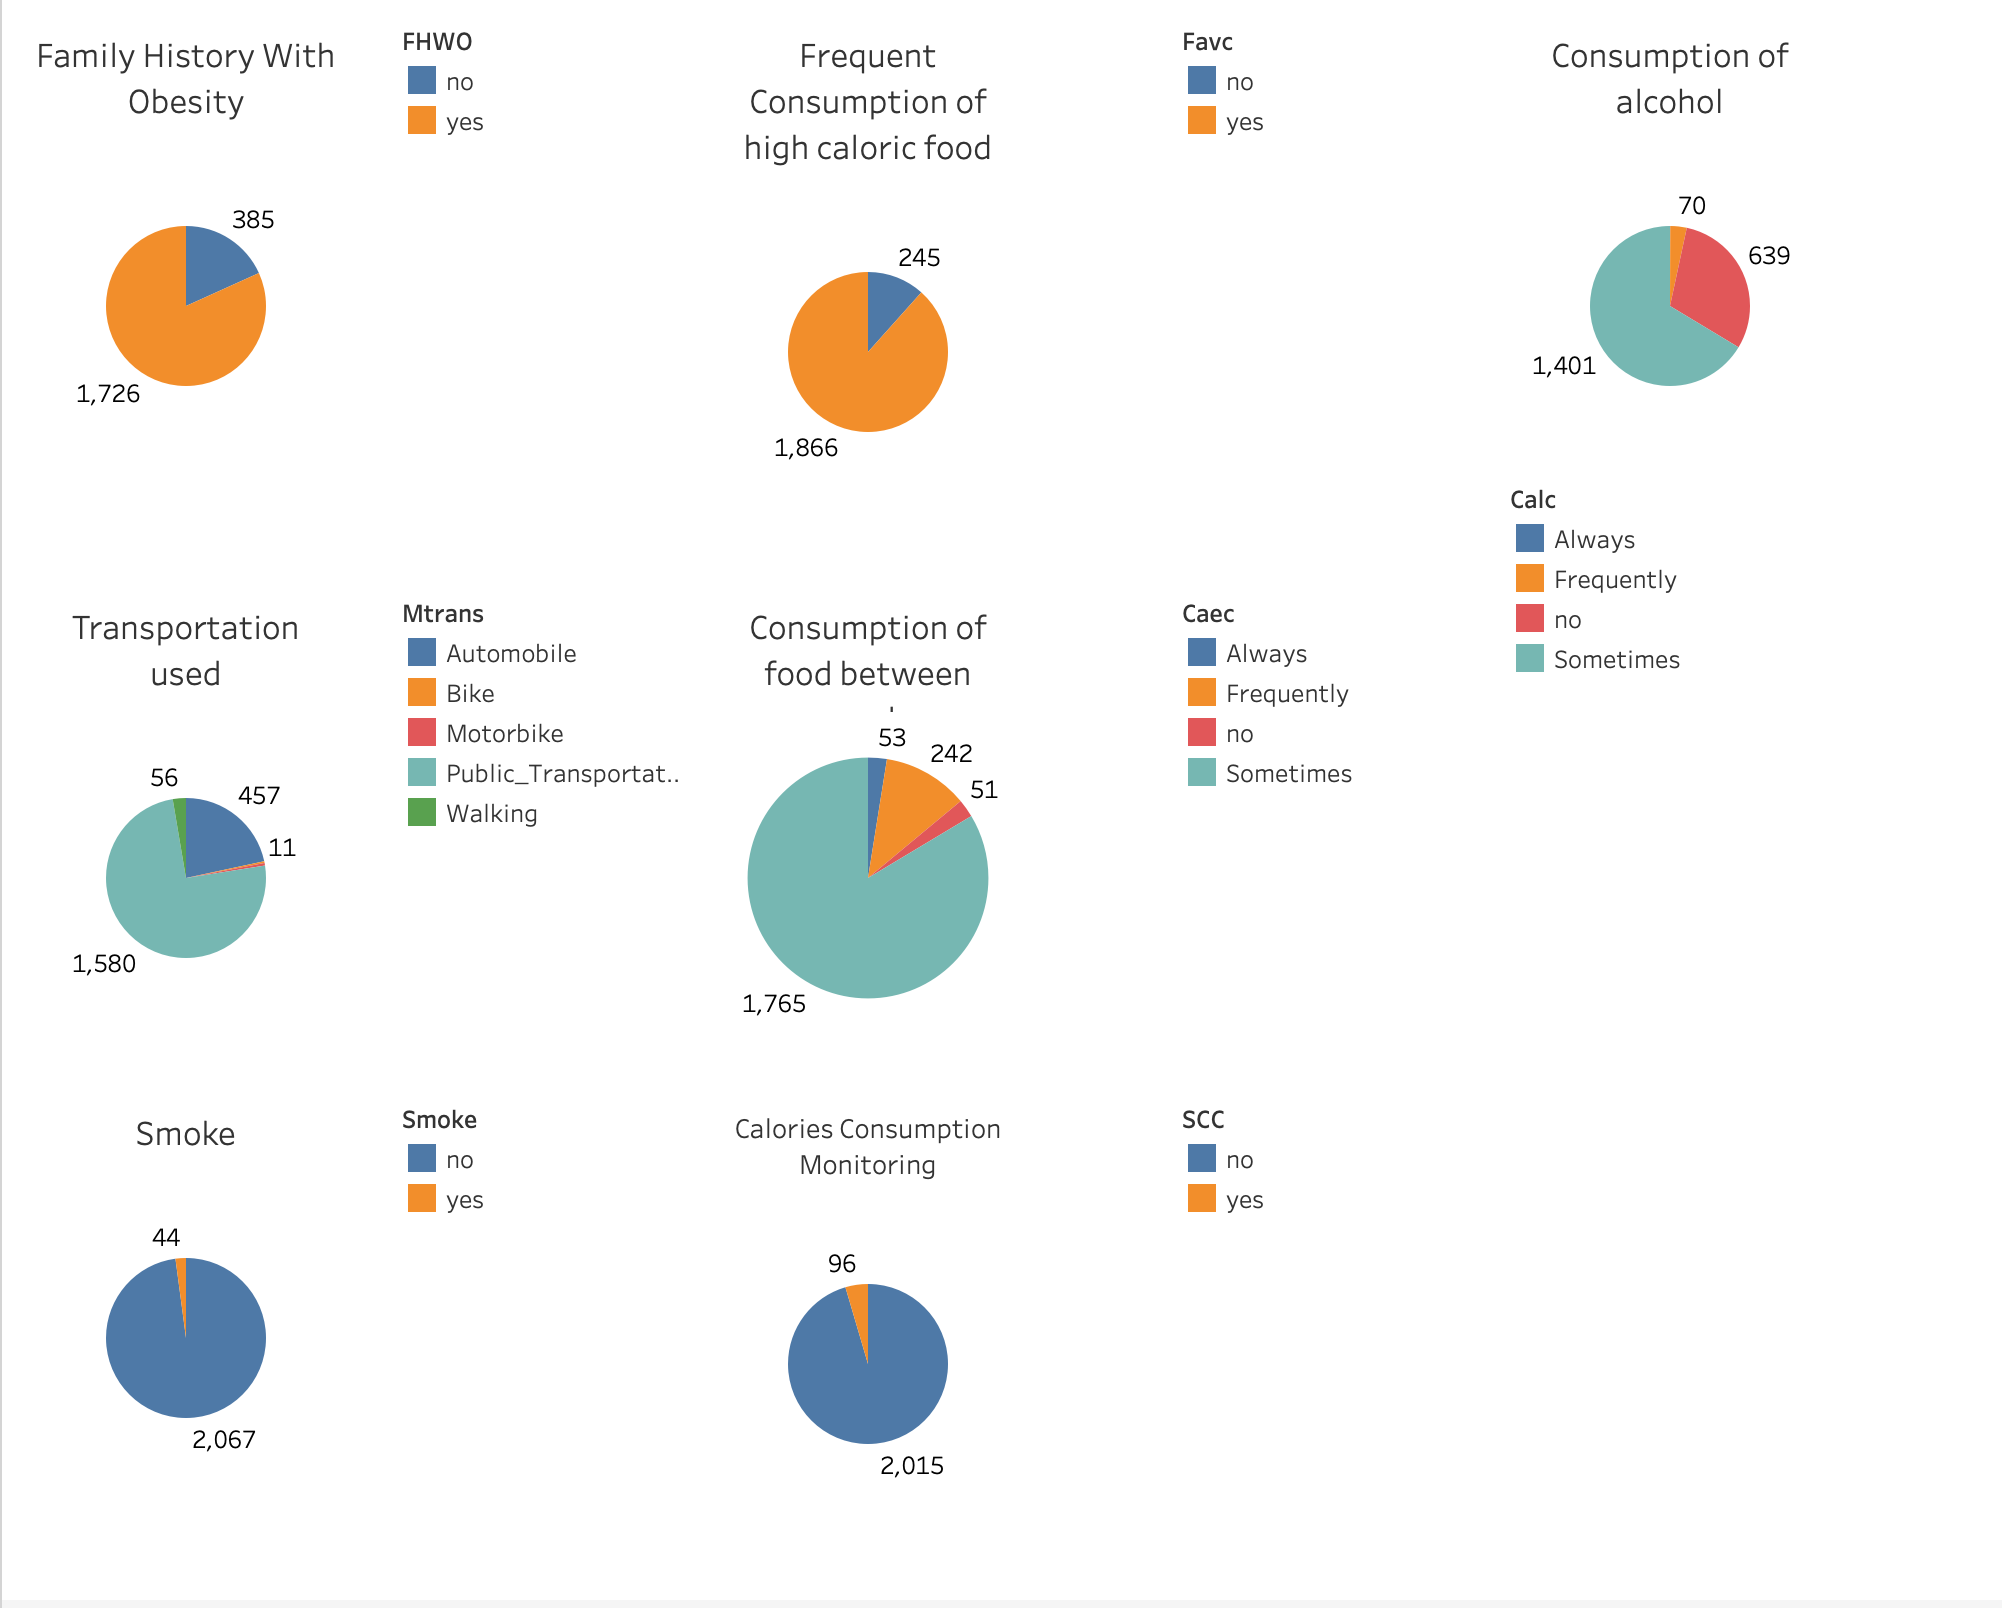 Family History With
Obesity
FHWO
no
yes
385
1,726
Frequent
Consumption of
high caloric food
Favc
no
yes
245
1,866
Consumption of
alcohol
70
639
1,401
Calc
Always
Frequently
no
Sometimes
Transportation
used
Mtrans
Automobile
Bike
Motorbike
Public_Transportat..
Walking
56
457
11
1,580
Consumption of
food between
Caec
Always
Frequently
no
Sometimes
53
242
51
1,765
Smoke
Smoke
no
yes
44
2,067
Calories Consumption
Monitoring
SCC
no
yes
96
2,015